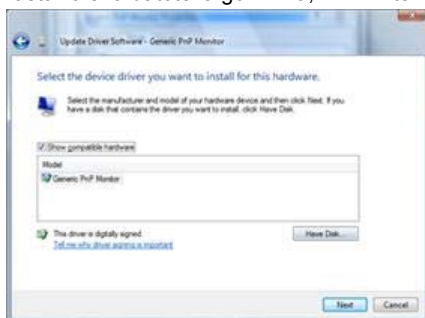 Update Driver Software - Generic PnP Monitor
Select the device driver you want to install for this hardware.
Select the manufacturer and model of your hardware device and then click Next. If you
have a disk that contains the driver you want to install, click Have Disk.
Show compatible hardware
Model
Generic PnP Monitor
This driver is digitally signed.
Have Disk...
Tell me why driver signing is important
Next
Cancel